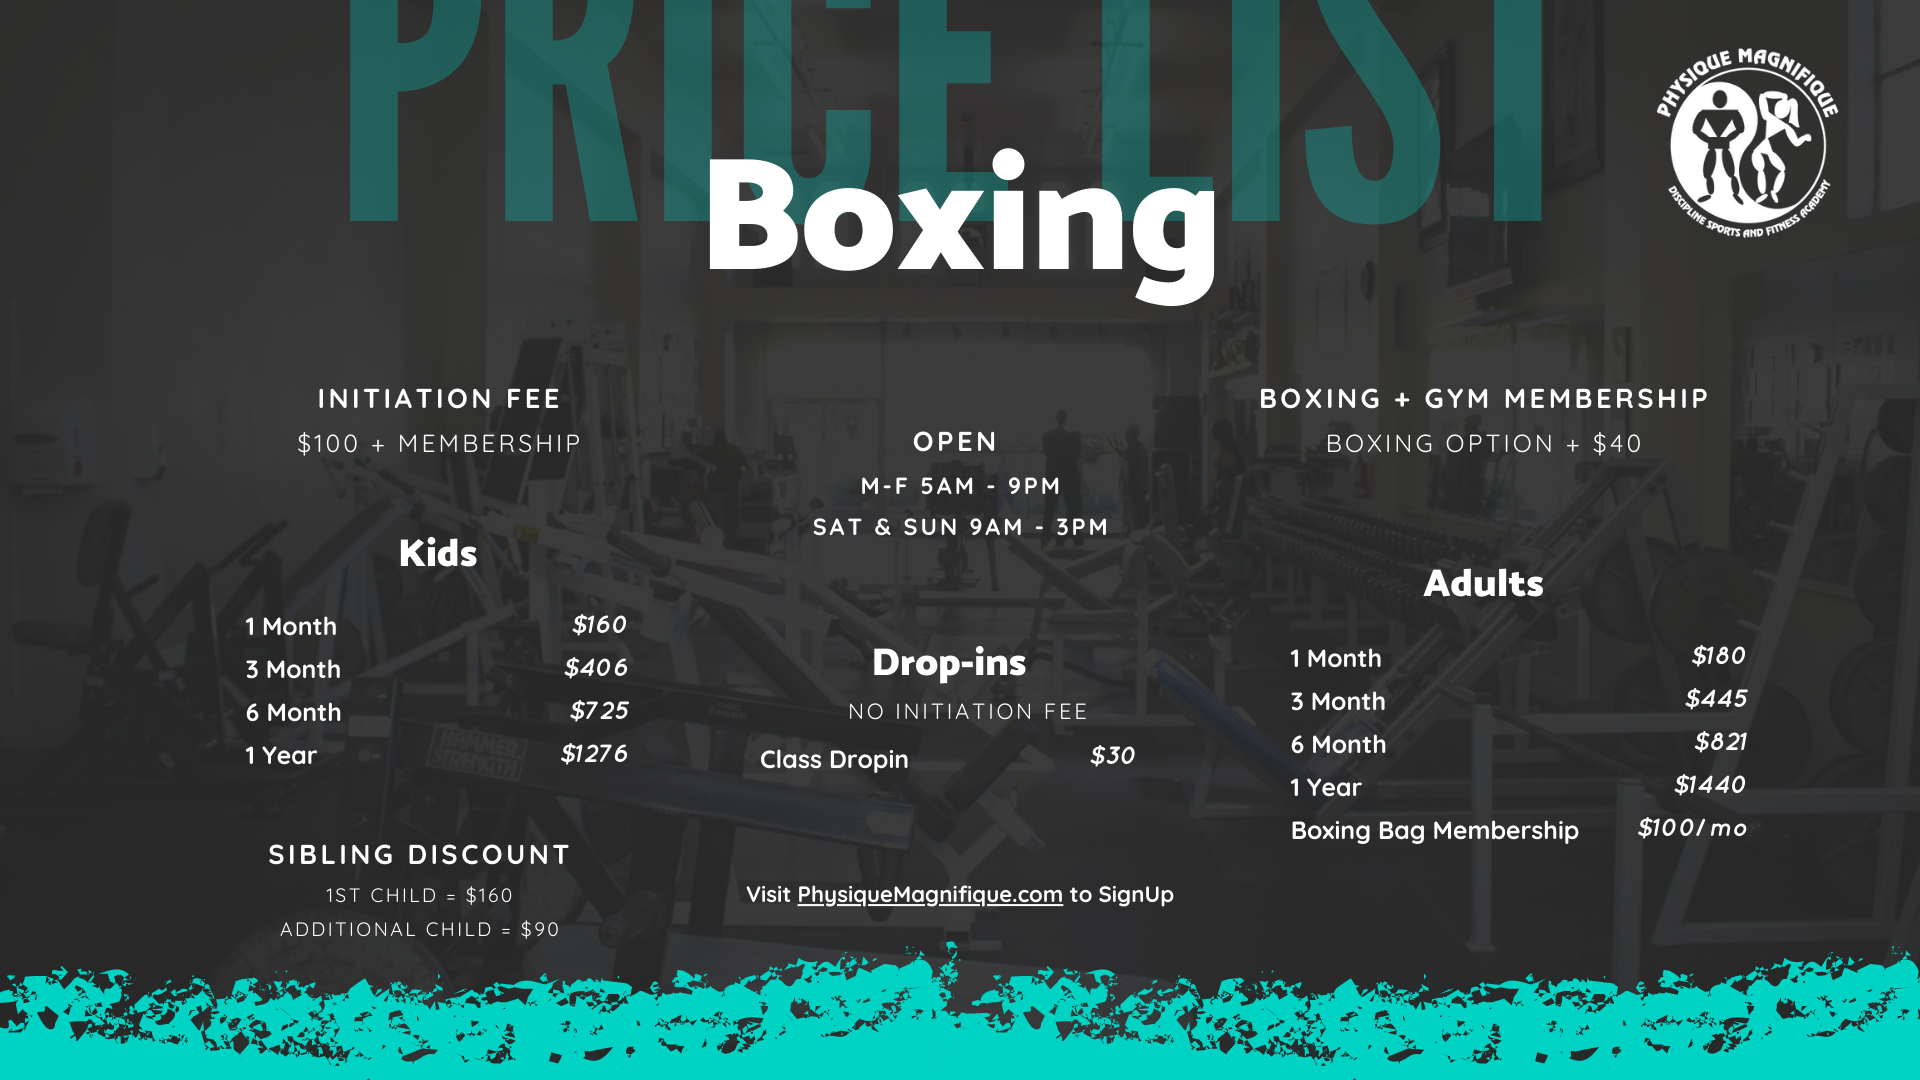 PRICE LIST
Boxing
PHYSIQUE MAGNIFIQUE
DISCIPLINE SPORTS AND FITNESS ACADEMY
INITIATION FEE
$100 + MEMBERSHIP
Kids
1 Month $160
3 Month $406
6 Month $725
1 Year $1276
SIBLING DISCOUNT
1ST CHILD = $160
ADDITIONAL CHILD = $90
OPEN
M-F 5AM - 9PM
SAT & SUN 9AM - 3PM
Drop-ins
NO INITIATION FEE
Class Dropin $30
Visit PhysiqueMagnifique.com to SignUp
BOXING + GYM MEMBERSHIP
BOXING OPTION + $40
Adults
1 Month $180
3 Month $445
6 Month $821
1 Year $1440
Boxing Bag Membership $100/mo
HAMMER
STRENGTH